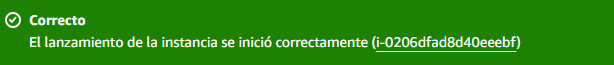 Correcto
El lanzamiento de la instancia se inició correctamente (i-0206dfad8d40eeebf)